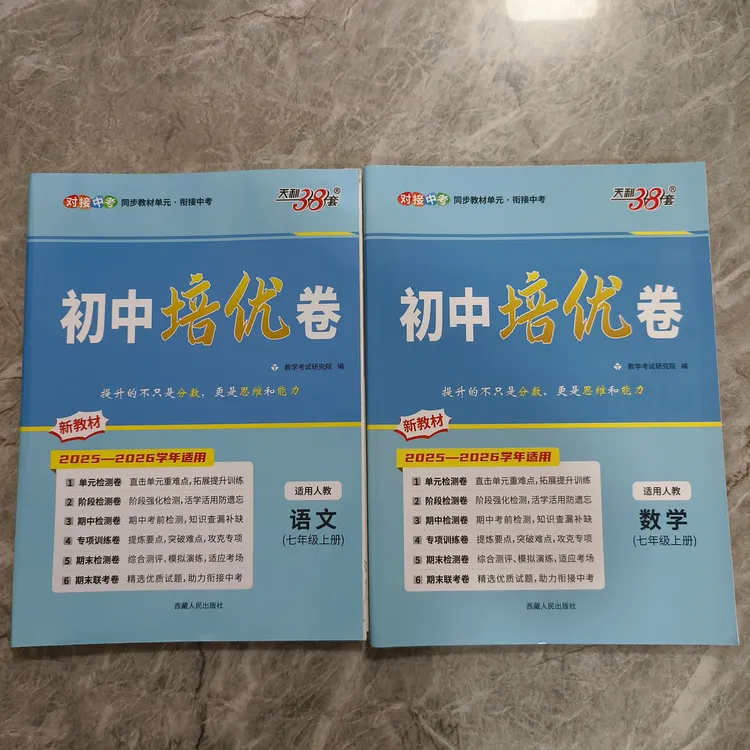 对接中考 同步教材单元·衔接中考
天利38套®
初中培优卷
教学考试研究院 编
提升的不只是分数，更是思维和能力
新教材
2025—2026学年适用
1 单元检测卷 直击单元重难点，拓展提升训练
2 阶段检测卷 阶段强化检测，活学活用防遗忘
3 期中检测卷 期中考前检测，知识查漏补缺
4 专项训练卷 提炼要点，突破难点，攻克专项
5 期末检测卷 综合测评、模拟演练，适应考场
6 期末联考卷 精选优质试题，助力衔接中考
适用人教
语文
(七年级上册)
西藏人民出版社
对接中考 同步教材单元·衔接中考
天利38套®
初中培优卷
教学考试研究院 编
提升的不只是分数，更是思维和能力
新教材
2025—2026学年适用
1 单元检测卷 直击单元重难点，拓展提升训练
2 阶段检测卷 阶段强化检测，活学活用防遗忘
3 期中检测卷 期中考前检测，知识查漏补缺
4 专项训练卷 提炼要点，突破难点，攻克专项
5 期末检测卷 综合测评、模拟演练，适应考场
6 期末联考卷 精选优质试题，助力衔接中考
适用人教
数学
(七年级上册)
西藏人民出版社